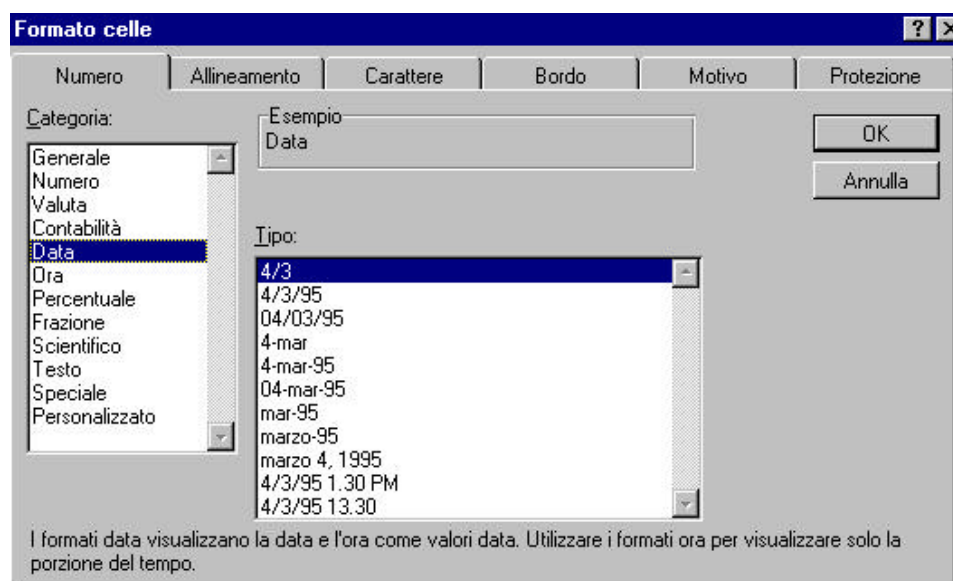 Formato celle
Numero Allineamento Carattere Bordo Motivo Protezione
Categoria:
Generale
Numero
Valuta
Contabilità
Data
Ora
Percentuale
Frazione
Scientifico
Testo
Speciale
Personalizzato
Esempio
Data
Tipo:
4/3
4/3/95
04/03/95
4-mar
4-mar-95
04-mar-95
mar-95
marzo-95
marzo 4, 1995
4/3/95 1.30 PM
4/3/95 13.30
OK
Annulla
I formati data visualizzano la data e l'ora come valori data. Utilizzare i formati ora per visualizzare solo la
porzione del tempo.